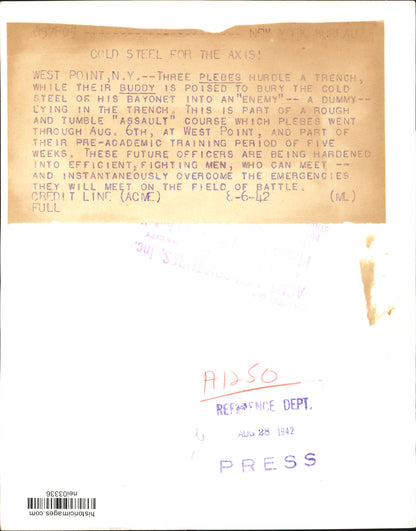 COLD STEEL FOR THE AXIS!
WEST POINT, N.Y.--THREE PLEBES HURDLE A TRENCH,
WHILE THEIR BUDDY IS POISED TO BURY THE COLD
STEEL OF HIS BAYONET INTO AN "ENEMY"-- A DUMMY--
LYING IN THE TRENCH. THIS IS PART OF A ROUGH
AND TUMBLE "ASSAULT" COURSE WHICH PLEBES WENT
THROUGH AUG. 6TH, AT WEST POINT, AND PART OF
THEIR PRE-ACADEMIC TRAINING PERIOD OF FIVE
WEEKS. THESE FUTURE OFFICERS ARE BEING HARDENED
INTO EFFICIENT, FIGHTING MEN, WHO CAN MEET --
AND INSTANTANEOUSLY OVERCOME THE EMERGENCIES
THEY WILL MEET ON THE FIELD OF BATTLE.
CREDIT LINE (ACME) 8-6-42 (ML)
FULL
A1250
REFERENCE DEPT.
AUG 28 1942
PRESS
historicimages.com
nei03336